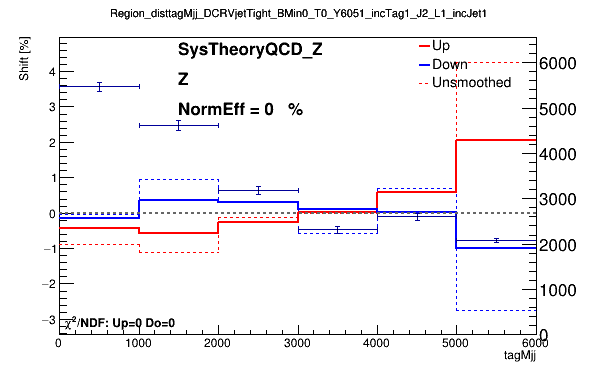 Region_disttagMjj_DCRVjetTight_BMin0_T0_Y6051_incTag1_J2_L1_incJet1
Shift [%]
SysTheoryQCD_Z
Z
NormEff = 0 %
Up
Down
Unsmoothed
4
3
2
1
0
−1
−2
−3
6000
5000
4000
3000
2000
1000
0
χ²/NDF: Up=0 Do=0
0 1000 2000 3000 4000 5000 6000
tagMjj